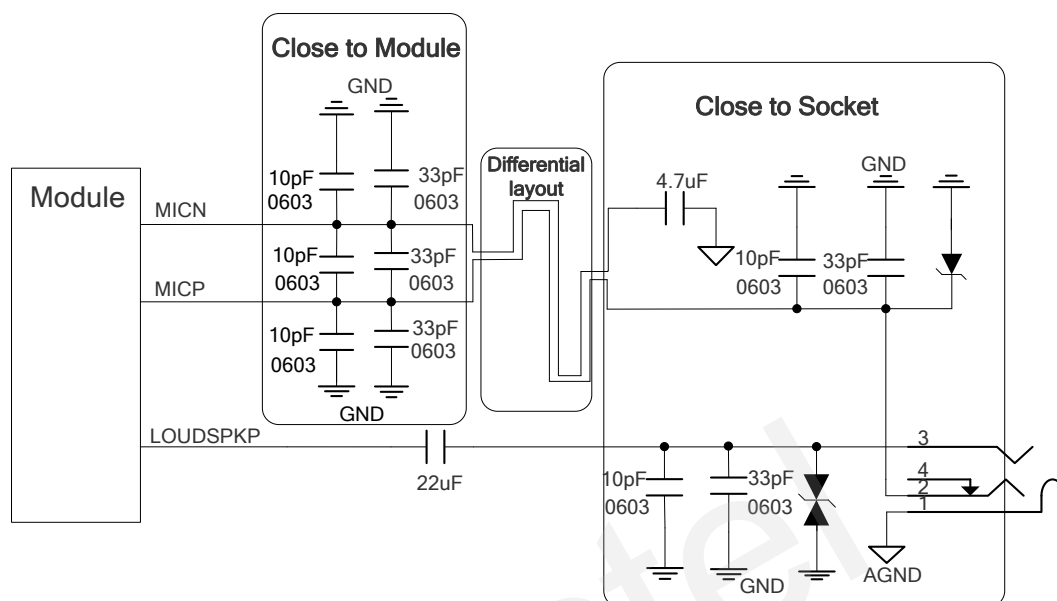 Close to Module
GND
10pF
0603
33pF
0603
Module
MICN
10pF
0603
33pF
0603
MICP
10pF
0603
33pF
0603
GND
LOUDSPKP
22uF
Differential
layout
Close to Socket
4.7uF
GND
10pF
0603
33pF
0603
10pF
0603
33pF
0603
GND
3
4
2
1
AGND